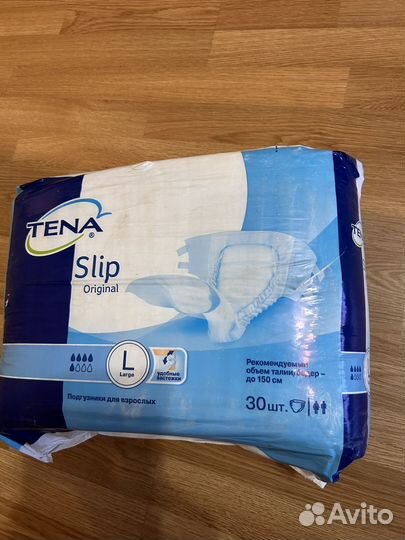 TENA®
Slip
Original
L
Large
удобные
застежки
Рекомендуемый
объем талии/бедер –
до 150 см
Подгузники для взрослых
30 шт.
Avito